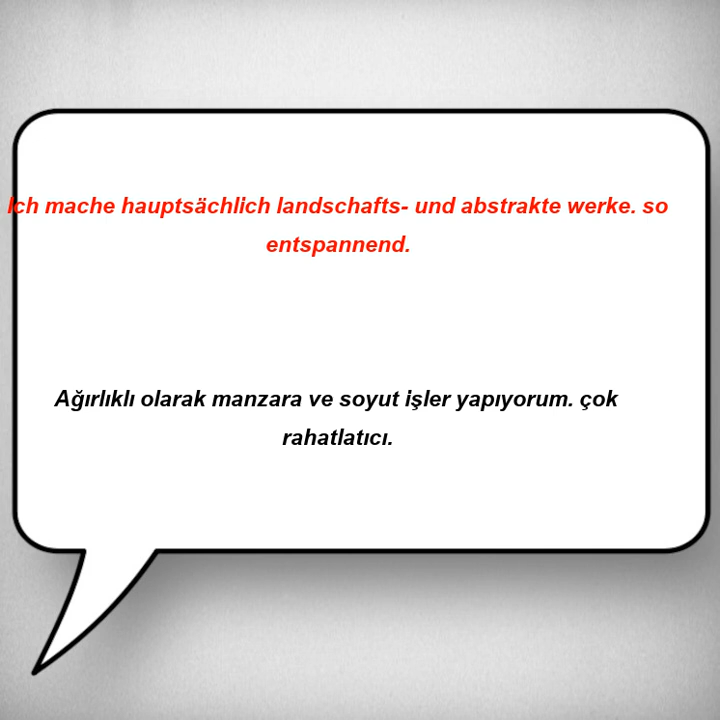 Ich mache hauptsächlich landschafts- und abstrakte werke. so
entspannend.
Ağırlıklı olarak manzara ve soyut işler yapıyorum. çok
rahatlatıcı.